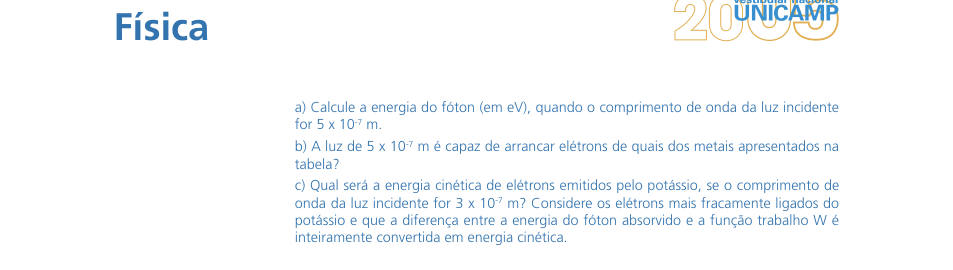 Física
UNICAMP
a) Calcule a energia do fóton (em eV), quando o comprimento de onda da luz incidente
for 5 x 10⁻⁷ m.
b) A luz de 5 x 10⁻⁷ m é capaz de arrancar elétrons de quais dos metais apresentados na
tabela?
c) Qual será a energia cinética de elétrons emitidos pelo potássio, se o comprimento de
onda da luz incidente for 3 x 10⁻⁷ m? Considere os elétrons mais fracamente ligados do
potássio e que a diferença entre a energia do fóton absorvido e a função trabalho W é
inteiramente convertida em energia cinética.